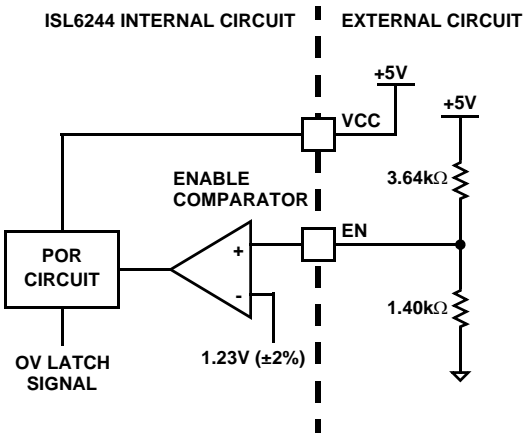 ISL6244 INTERNAL CIRCUIT
EXTERNAL CIRCUIT
+5V
VCC
+5V
ENABLE
COMPARATOR
3.64kΩ
EN
+
POR
CIRCUIT
-
1.40kΩ
1.23V (±2%)
OV LATCH
SIGNAL